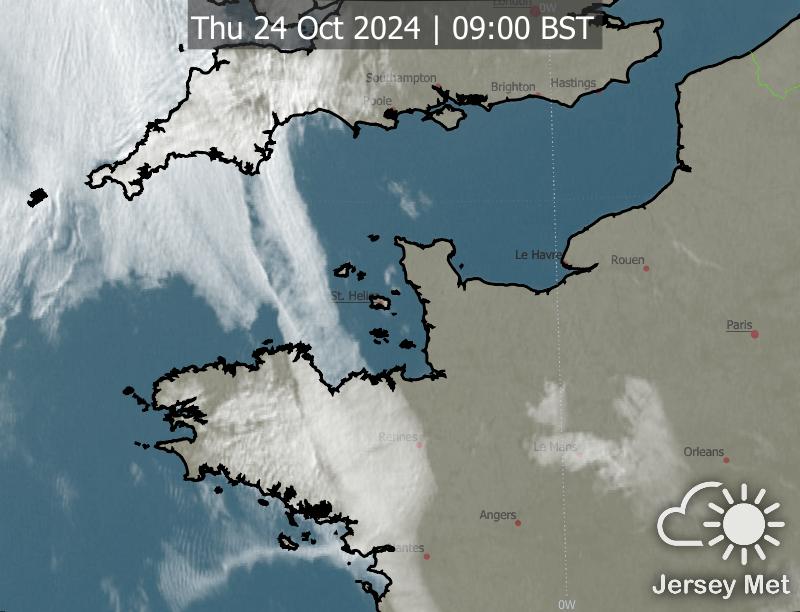 London
0W
Thu 24 Oct 2024 | 09:00 BST
Southampton
Brighton
Hastings
Poole
Le Havre
Rouen
St. Helier
Paris
Rennes
Le Mans
Orleans
Angers
Nantes
Jersey Met
0W